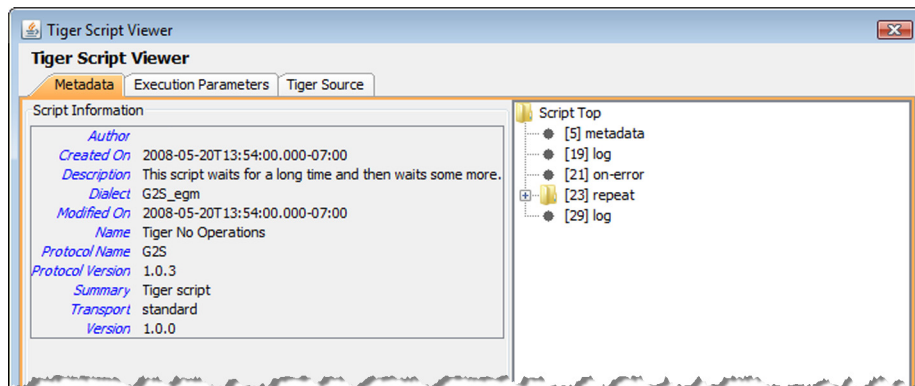 Tiger Script Viewer
Tiger Script Viewer
Metadata
Execution Parameters
Tiger Source
Script Information
Author
Created On 2008-05-20T13:54:00.000-07:00
Description This script waits for a long time and then waits some more.
Dialect G2S_egm
Modified On 2008-05-20T13:54:00.000-07:00
Name Tiger No Operations
Protocol Name G2S
Protocol Version 1.0.3
Summary Tiger script
Transport standard
Version 1.0.0
Script Top
[5] metadata
[19] log
[21] on-error
[23] repeat
[29] log